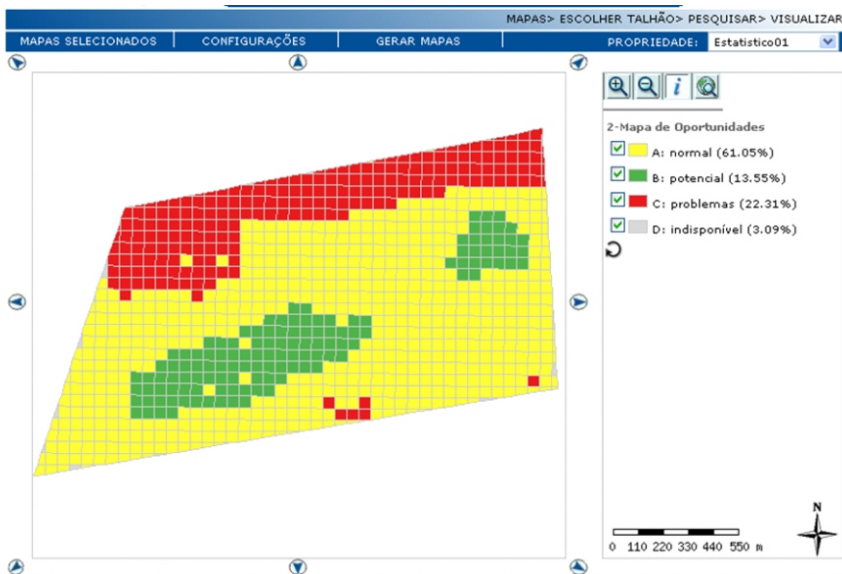 MAPAS> ESCOLHER TALHÃO> PESQUISAR> VISUALIZAR
MAPAS SELECIONADOS CONFIGURAÇÕES GERAR MAPAS PROPRIEDADE: Estatistico01
i
2-Mapa de Oportunidades
A: normal (61.05%)
B: potencial (13.55%)
C: problemas (22.31%)
D: indisponível (3.09%)
N
0 110 220 330 440 550 m